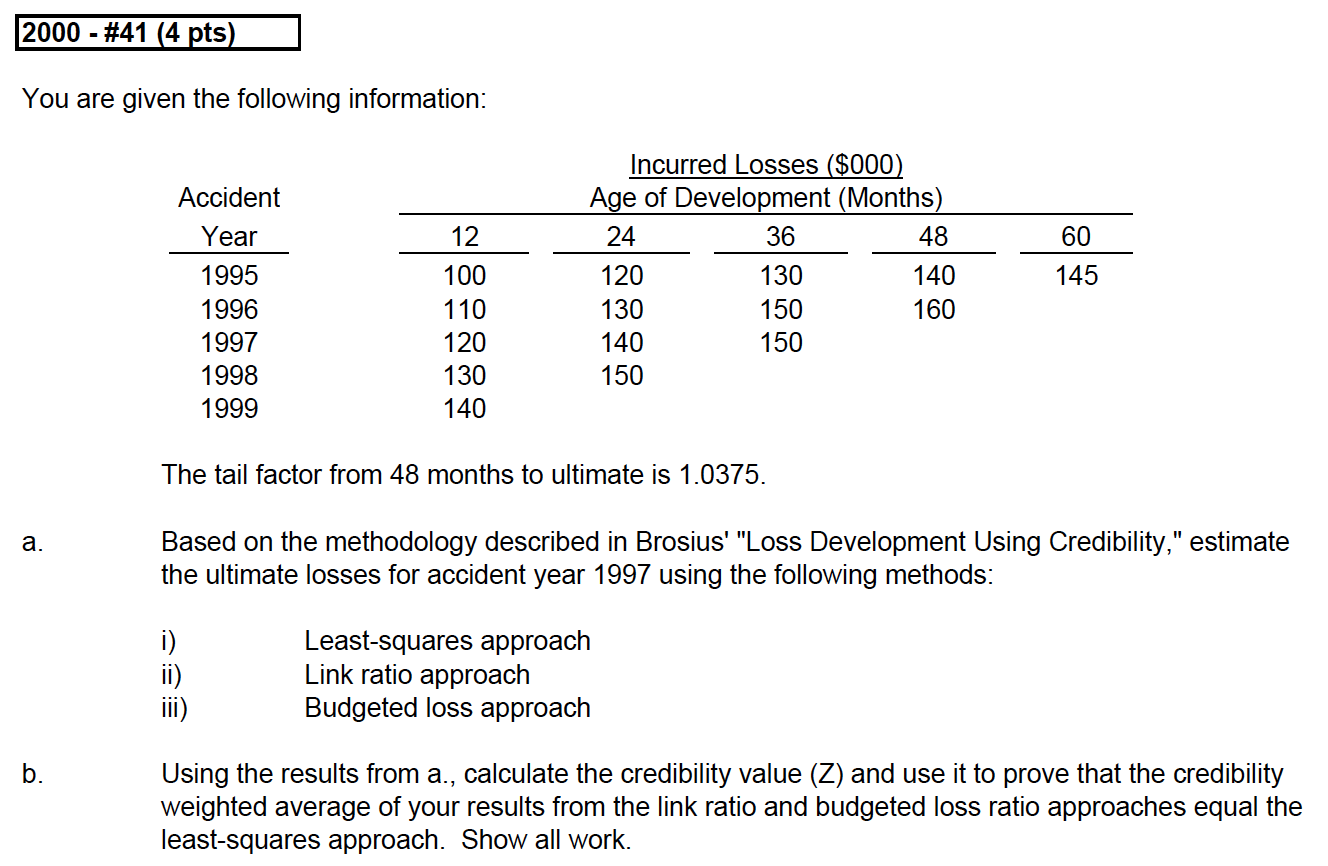 2000 - #41 (4 pts)
You are given the following information:
Incurred Losses ($000)
Accident Age of Development (Months)
Year 12 24 36 48 60
1995 100 120 130 140 145
1996 110 130 150 160
1997 120 140 150
1998 130 150
1999 140
The tail factor from 48 months to ultimate is 1.0375.
a. Based on the methodology described in Brosius' "Loss Development Using Credibility," estimate
the ultimate losses for accident year 1997 using the following methods:
i) Least-squares approach
ii) Link ratio approach
iii) Budgeted loss approach
b. Using the results from a., calculate the credibility value (Z) and use it to prove that the credibility
weighted average of your results from the link ratio and budgeted loss ratio approaches equal the
least-squares approach. Show all work.